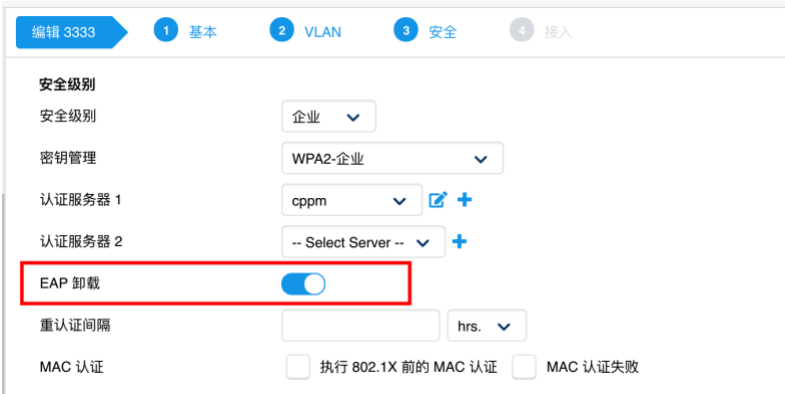 编辑 3333
1 基本
2 VLAN
3 安全
4 接入
安全级别
安全级别 企业
密钥管理 WPA2-企业
认证服务器 1 cppm
认证服务器 2 -- Select Server --
EAP 卸载
重认证间隔 hrs.
MAC 认证 执行 802.1X 前的 MAC 认证 MAC 认证失败